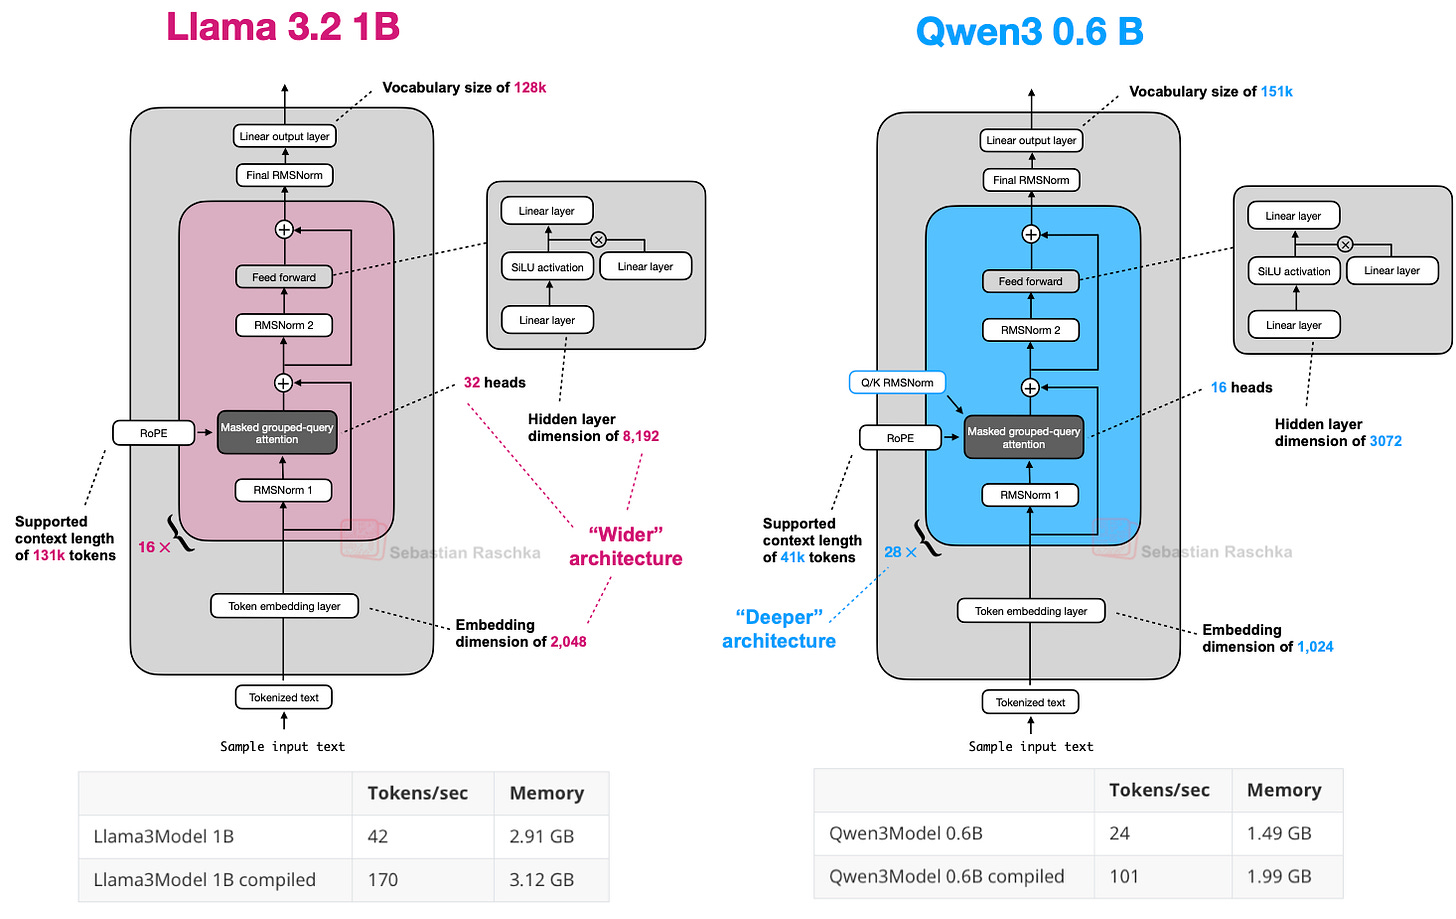 Llama 3.2 1B
Vocabulary size of 128k
Linear output layer
Final RMSNorm
Feed forward
RMSNorm 2
Linear layer
SiLU activation
Linear layer
Linear layer
32 heads
Hidden layer
dimension of 8,192
RoPE
Masked grouped-query
attention
RMSNorm 1
Supported
context length
of 131k tokens
16 ×
"Wider"
architecture
Sebastian Raschka
Token embedding layer
Embedding
dimension of 2,048
Tokenized text
Sample input text
Tokens/sec Memory
Llama3Model 1B 42 2.91 GB
Llama3Model 1B compiled 170 3.12 GB
Qwen3 0.6 B
Vocabulary size of 151k
Linear output layer
Final RMSNorm
Feed forward
RMSNorm 2
Linear layer
SiLU activation
Linear layer
Linear layer
16 heads
Hidden layer
dimension of 3072
Q/K RMSNorm
RoPE
Masked grouped-query
attention
RMSNorm 1
Supported
context length
of 41k tokens
28 ×
"Deeper"
architecture
Sebastian Raschka
Token embedding layer
Embedding
dimension of 1,024
Tokenized text
Sample input text
Tokens/sec Memory
Qwen3Model 0.6B 24 1.49 GB
Qwen3Model 0.6B compiled 101 1.99 GB